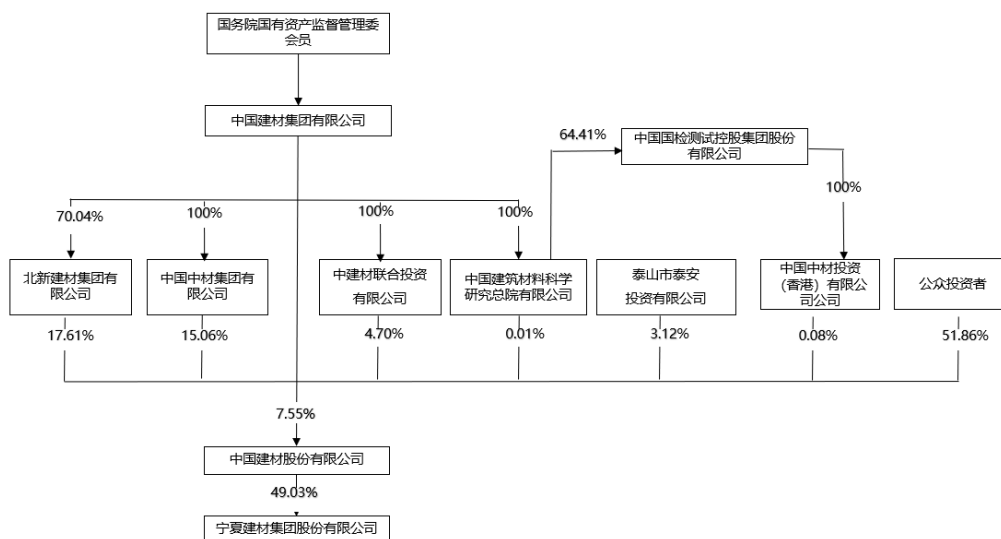 国务院国有资产监督管理委
会员
中国建材集团有限公司
64.41%
中国国检测试控股集团股份
有限公司
100%
70.04%
100%
100%
100%
北新建材集团有
限公司
中国中材集团有
限公司
中建材联合投资
有限公司
中国建筑材料科学
研究总院有限公司
泰山市泰安
投资有限公司
中国中材投资
（香港）有限公
司公司
公众投资者
17.61%
15.06%
4.70%
0.01%
3.12%
0.08%
51.86%
7.55%
中国建材股份有限公司
49.03%
宁夏建材集团股份有限公司